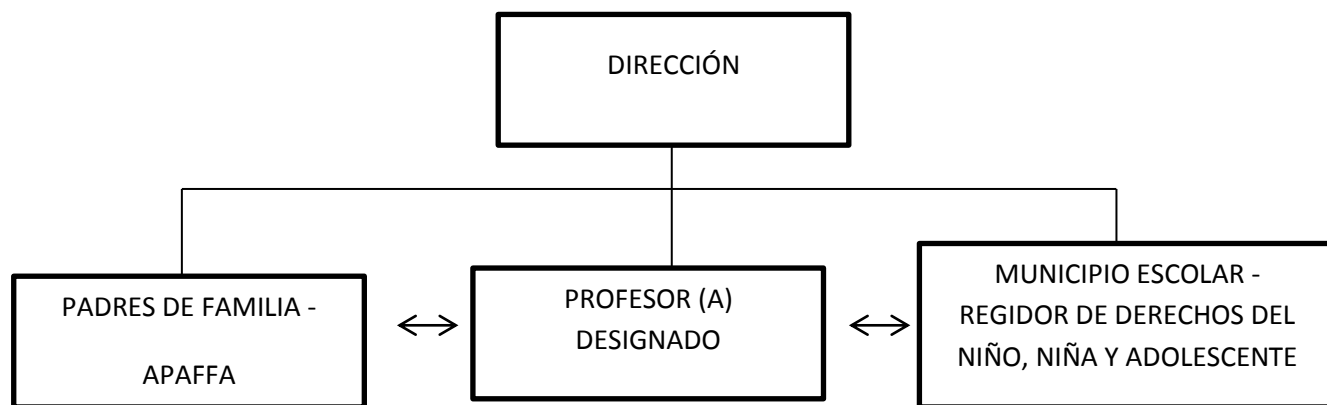 DIRECCIÓN
PADRES DE FAMILIA -
APAFFA
PROFESOR (A)
DESIGNADO
MUNICIPIO ESCOLAR -
REGIDOR DE DERECHOS DEL
NIÑO, NIÑA Y ADOLESCENTE